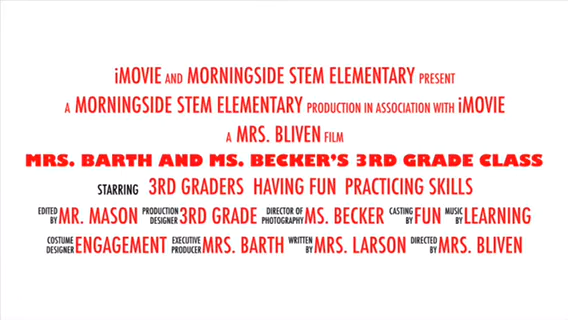 iMOVIE AND MORNINGSIDE STEM ELEMENTARY PRESENT
A MORNINGSIDE STEM ELEMENTARY PRODUCTION IN ASSOCIATION WITH iMOVIE
A MRS. BLIVEN FILM
MRS. BARTH AND MS. BECKER'S 3RD GRADE CLASS
STARRING 3RD GRADERS HAVING FUN PRACTICING SKILLS
EDITED BY MR. MASON PRODUCTION DESIGNER 3RD GRADE DIRECTOR OF PHOTOGRAPHY MS. BECKER CASTING BY FUN MUSIC BY LEARNING
COSTUME DESIGNER ENGAGEMENT EXECUTIVE PRODUCER MRS. BARTH WRITTEN BY MRS. LARSON DIRECTED BY MRS. BLIVEN